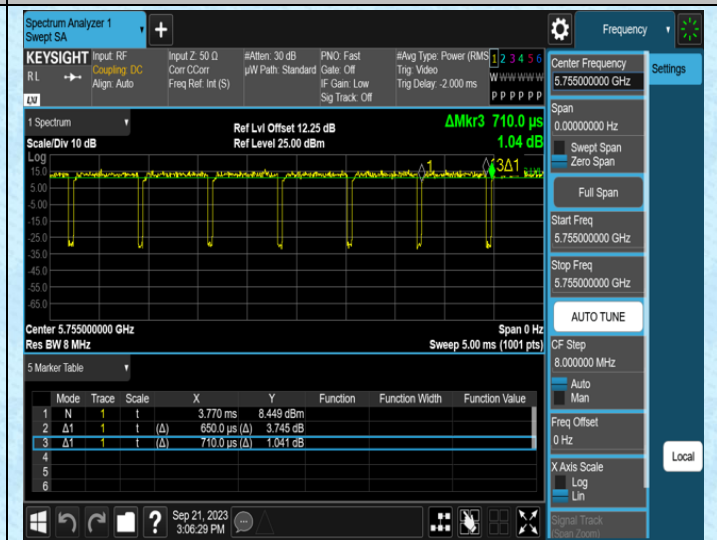 Spectrum Analyzer 1
Swept SA
+
Frequency
KEYSIGHT
RL
LXI
Input: RF
Coupling: DC
Align: Auto
Input Z: 50 Ω
Corr CCorr
Freq Ref: Int (S)
#Atten: 30 dB
µW Path: Standard
PNO: Fast
Gate: Off
IF Gain: Low
Sig Track: Off
#Avg Type: Power (RMS
Trig: Video
Trig Delay: -2.000 ms
1 2 3 4 5 6
W W W W W W
P P P P P P
1 Spectrum
Scale/Div 10 dB
Ref Lvl Offset 12.25 dB
Ref Level 25.00 dBm
ΔMkr3 710.0 µs
1.04 dB
Log
15.0
5.00
-5.00
-15.0
-25.0
-35.0
-45.0
-55.0
-65.0
1
3Δ1
Center 5.755000000 GHz
Res BW 8 MHz
Span 0 Hz
Sweep 5.00 ms (1001 pts)
5 Marker Table
Mode Trace Scale X Y Function Function Width Function Value
1 N 1 t 3.770 ms 8.449 dBm
2 Δ1 1 t (Δ) 650.0 µs (Δ) 3.745 dB
3 Δ1 1 t (Δ) 710.0 µs (Δ) 1.041 dB
4
5
6
?
Sep 21, 2023
3:06:29 PM
Center Frequency
5.755000000 GHz
Span
0.00000000 Hz
Swept Span
Zero Span
Full Span
Start Freq
5.755000000 GHz
Stop Freq
5.755000000 GHz
AUTO TUNE
CF Step
8.000000 MHz
Auto
Man
Freq Offset
0 Hz
X Axis Scale
Log
Lin
Signal Track
(Span Zoom)
Settings
Local